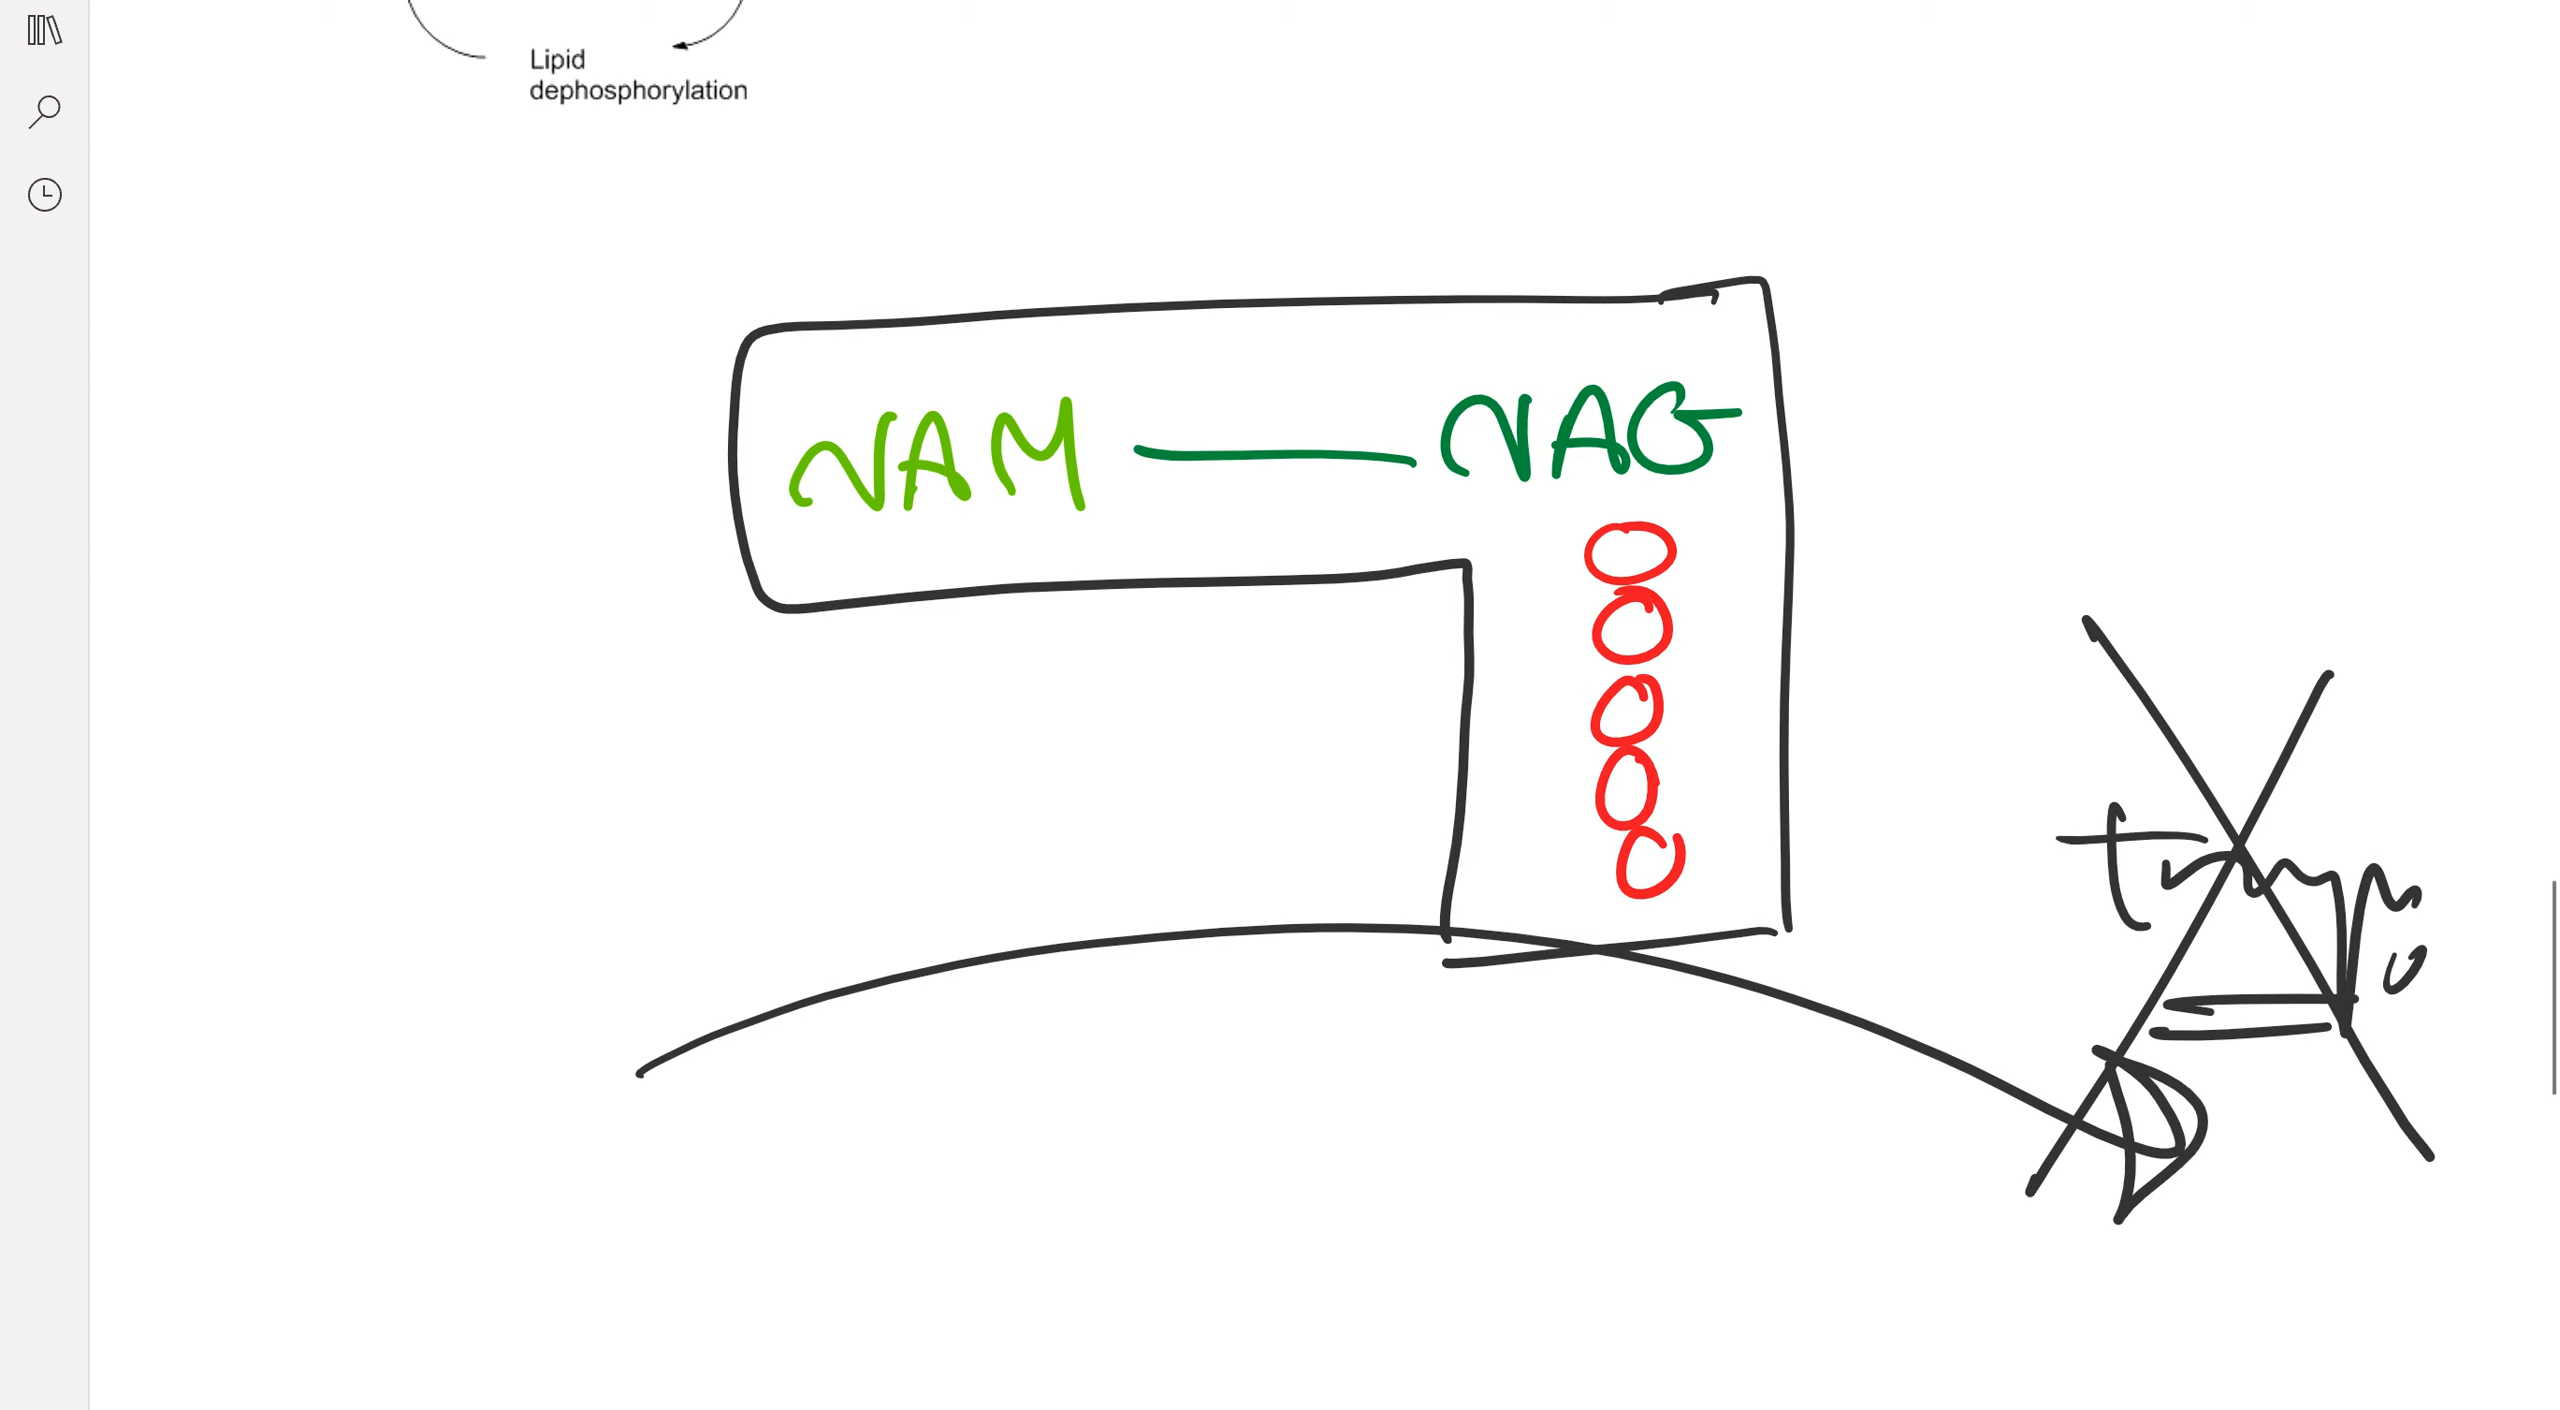 Lipid
dephosphorylation
NAM — NAG